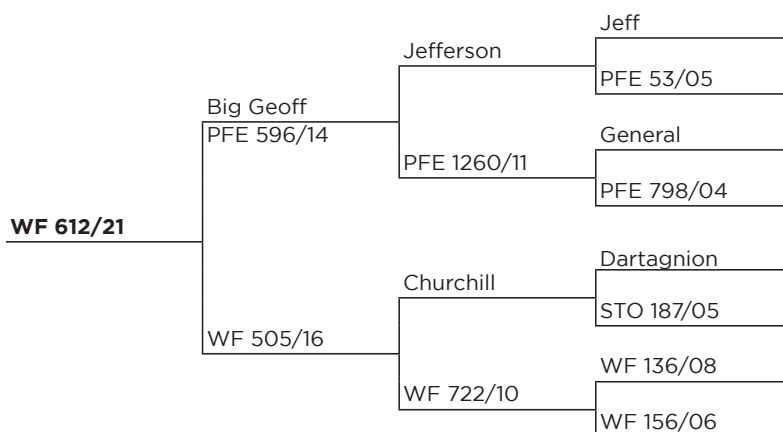 Jeff
Jefferson
PFE 53/05
Big Geoff
PFE 596/14
General
PFE 1260/11
PFE 798/04
WF 612/21
Dartagnion
Churchill
STO 187/05
WF 505/16
WF 136/08
WF 722/10
WF 156/06